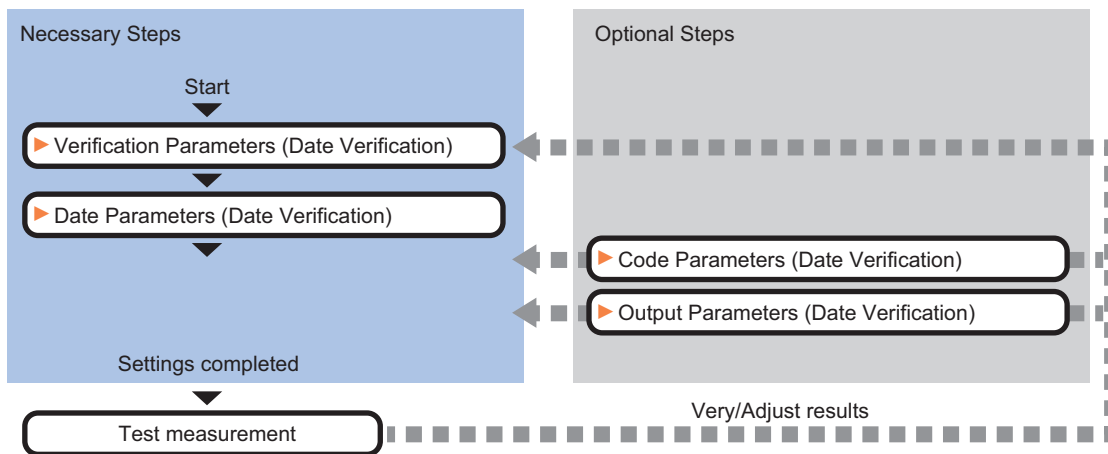 Necessary Steps
Optional Steps
Start
Verification Parameters (Date Verification)
Date Parameters (Date Verification)
Code Parameters (Date Verification)
Output Parameters (Date Verification)
Settings completed
Very/Adjust results
Test measurement